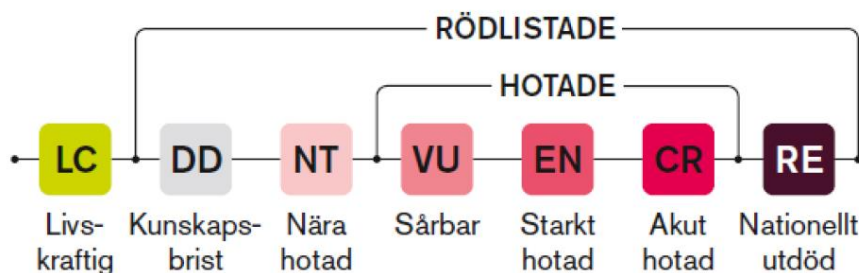 RÖDLISTADE
HOTADE
LC DD NT VU EN CR RE
Livs- Kunskaps- Nära Sårbar Starkt Akut Nationellt
kraftig brist hotad hotad hotad utdöd